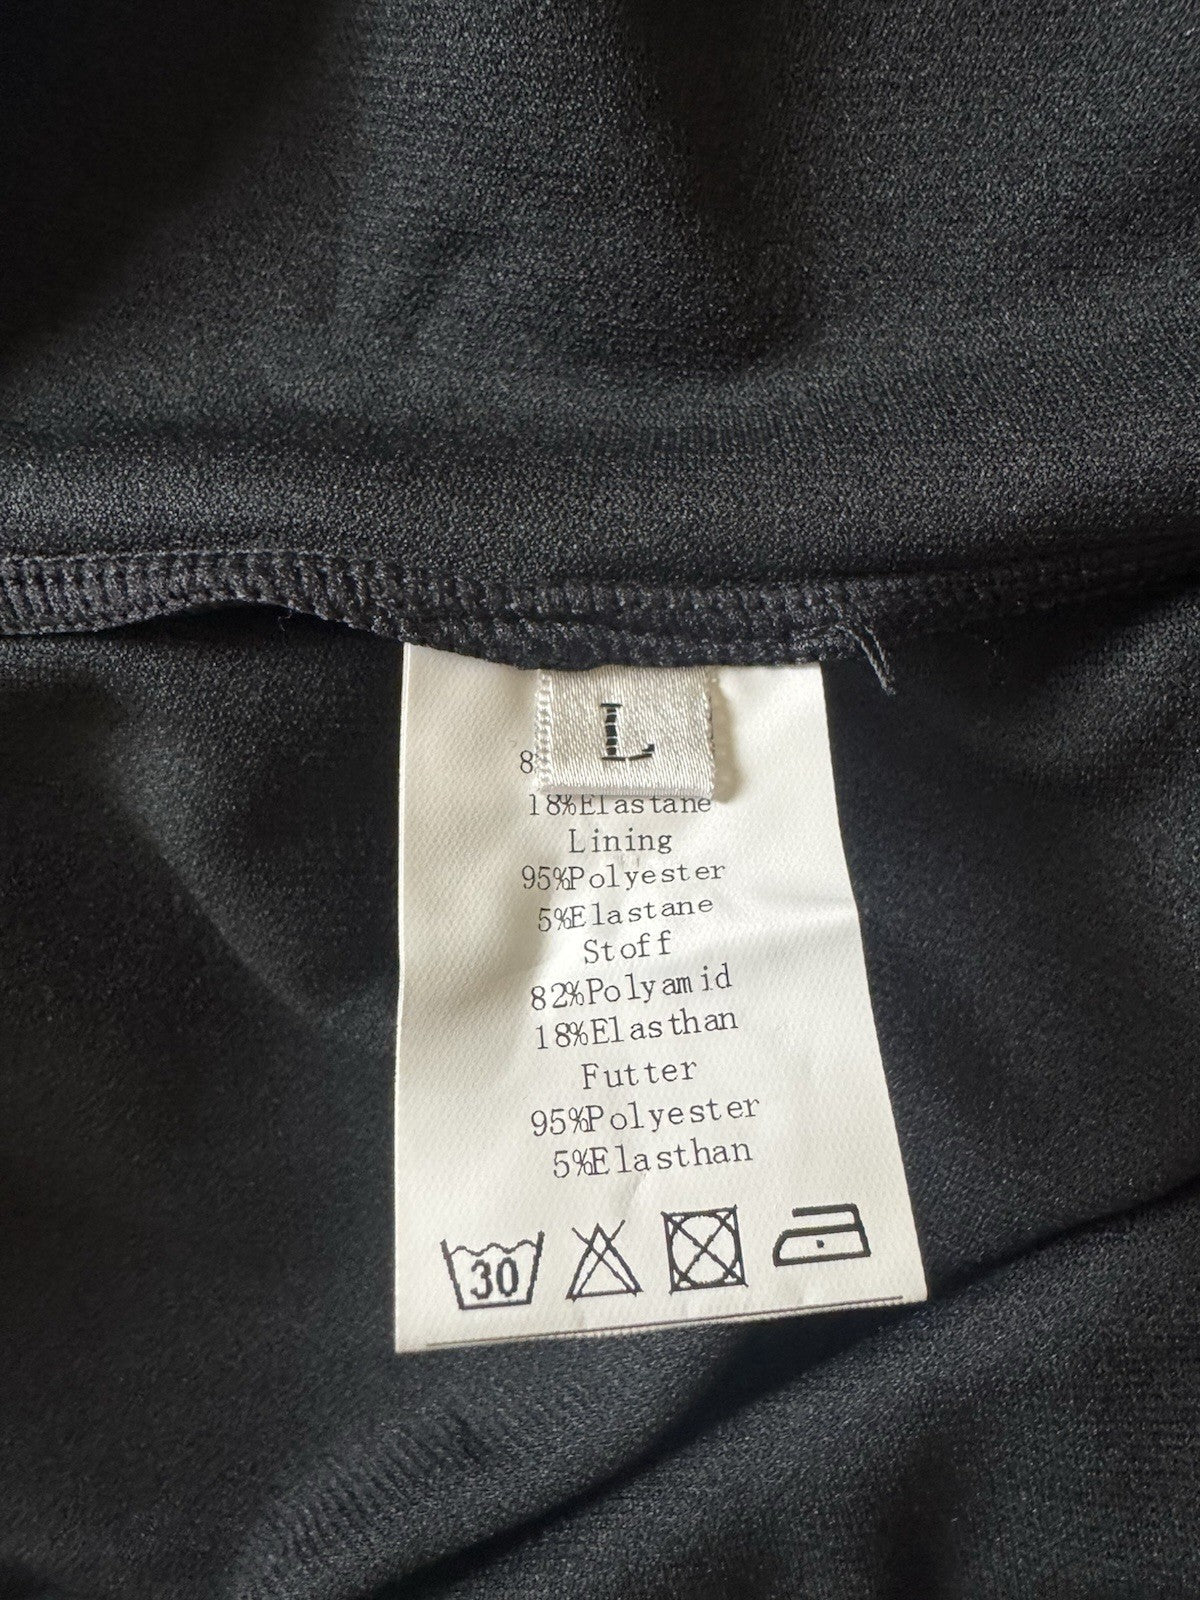 L
8
18%Elastane
Lining
95%Polyester
5%Elastane
Stoff
82%Polyamid
18%Elasthan
Futter
95%Polyester
5%Elasthan
30